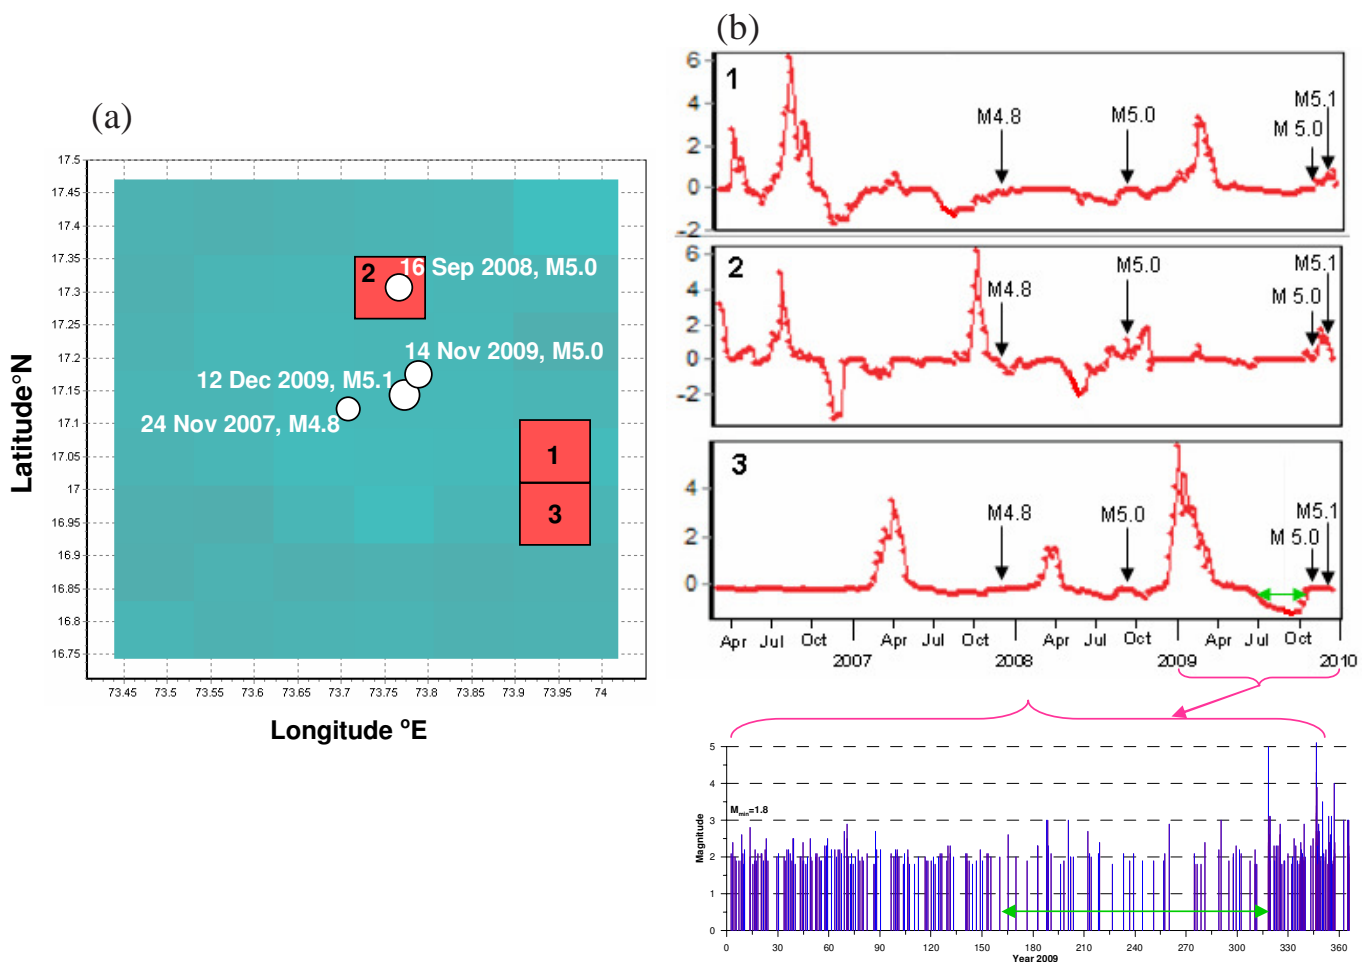 (a)
17.5
17.45
17.4
17.35
17.3
17.25
17.2
17.15
17.1
17.05
17
16.95
16.9
16.85
16.8
16.75
Latitude°N
2
16 Sep 2008, M5.0
14 Nov 2009, M5.0
12 Dec 2009, M5.1
24 Nov 2007, M4.8
1
3
73.45 73.5 73.55 73.6 73.65 73.7 73.75 73.8 73.85 73.9 73.95 74
Longitude °E
(b)
1
6
4
2
0
-2
M4.8
M5.0
M5.1
M 5.0
2
6
4
2
0
-2
M4.8
M5.0
M5.1
M 5.0
3
4
2
0
M4.8
M5.0
M5.1
M 5.0
Apr Jul Oct Apr Jul Oct Apr Jul Oct Apr Jul Oct
2007 2008 2009 2010
5
4
3
2
1
0
Magnitude
Mmin=1.8
0 30 60 90 120 150 180 210 240 270 300 330 360
Year 2009